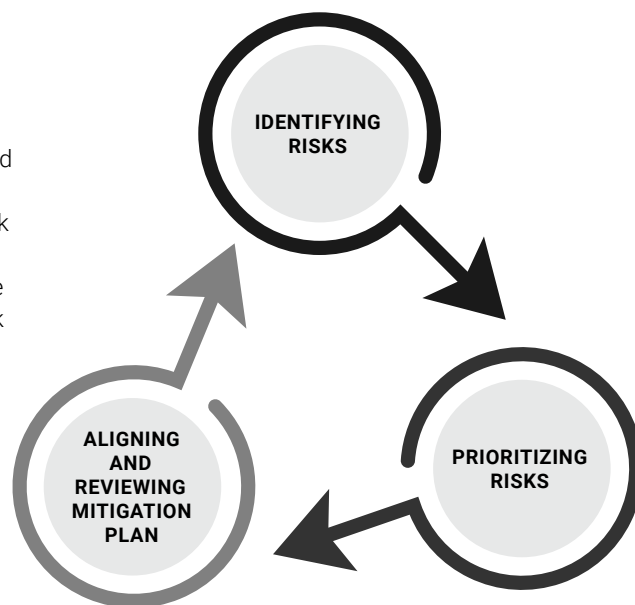 d
k
e
k
IDENTIFYING
RISKS
PRIORITIZING
RISKS
ALIGNING
AND
REVIEWING
MITIGATION
PLAN